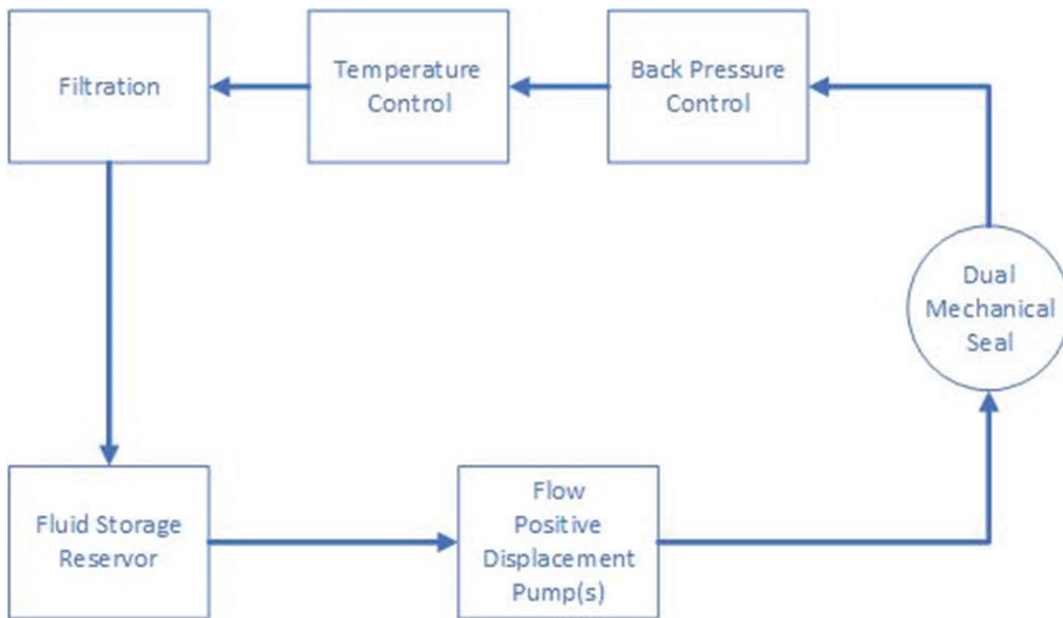 Filtration
Temperature
Control
Back Pressure
Control
Dual
Mechanical
Seal
Fluid Storage
Reservor
Flow
Positive
Displacement
Pump(s)